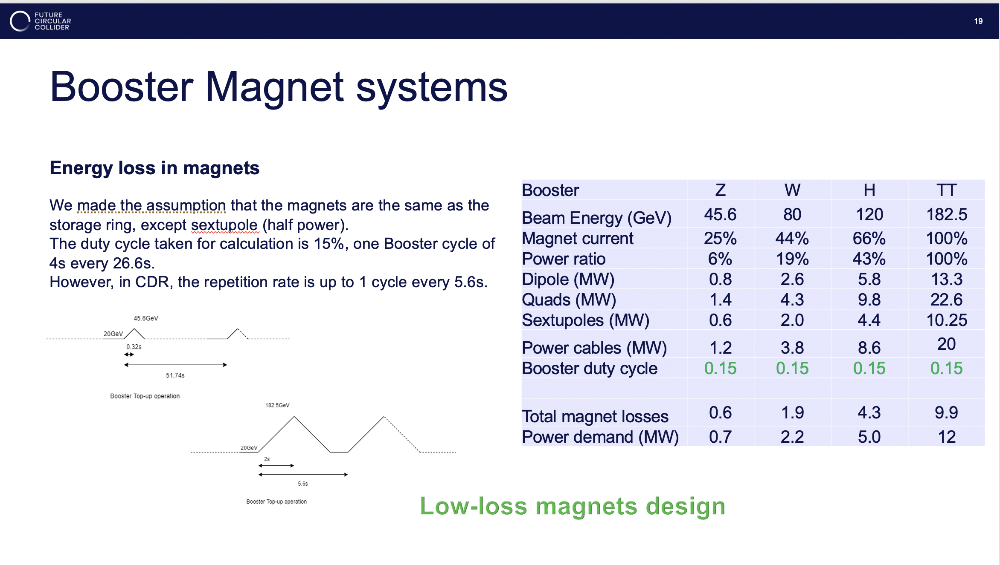 FUTURE
CIRCULAR
COLLIDER
19
Booster Magnet systems
Energy loss in magnets
We made the assumption that the magnets are the same as the
storage ring, except sextupole (half power).
The duty cycle taken for calculation is 15%, one Booster cycle of
4s every 26.6s.
However, in CDR, the repetition rate is up to 1 cycle every 5.6s.
45.6GeV
20GeV
0.32s
51.74s
Booster Top-up operation
182.5GeV
20GeV
2s
5.6s
Booster Top-up operation
Booster Z W H TT
Beam Energy (GeV) 45.6 80 120 182.5
Magnet current 25% 44% 66% 100%
Power ratio 6% 19% 43% 100%
Dipole (MW) 0.8 2.6 5.8 13.3
Quads (MW) 1.4 4.3 9.8 22.6
Sextupoles (MW) 0.6 2.0 4.4 10.25
Power cables (MW) 1.2 3.8 8.6 20
Booster duty cycle 0.15 0.15 0.15 0.15
Total magnet losses 0.6 1.9 4.3 9.9
Power demand (MW) 0.7 2.2 5.0 12
Low-loss magnets design